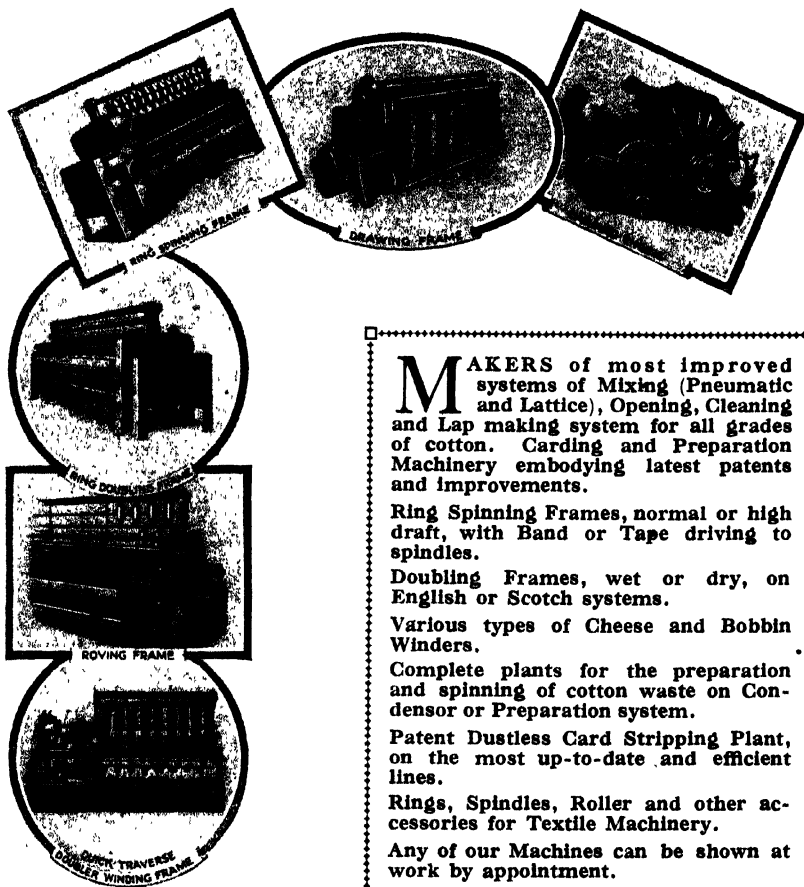 RING SPINNING FRAME
DRAWING FRAME
RING DOUBLING FRAME
ROVING FRAME
QUICK TRAVERSE
DOUBLER WINDING FRAME
MAKERS of most improved
systems of Mixing (Pneumatic
and Lattice), Opening, Cleaning
and Lap making system for all grades
of cotton. Carding and Preparation
Machinery embodying latest patents
and improvements.
Ring Spinning Frames, normal or high
draft, with Band or Tape driving to
spindles.
Doubling Frames, wet or dry, on
English or Scotch systems.
Various types of Cheese and Bobbin
Winders.
Complete plants for the preparation
and spinning of cotton waste on Con-
densor or Preparation system.
Patent Dustless Card Stripping Plant,
on the most up-to-date and efficient
lines.
Rings, Spindles, Roller and other ac-
cessories for Textile Machinery.
Any of our Machines can be shown at
work by appointment.